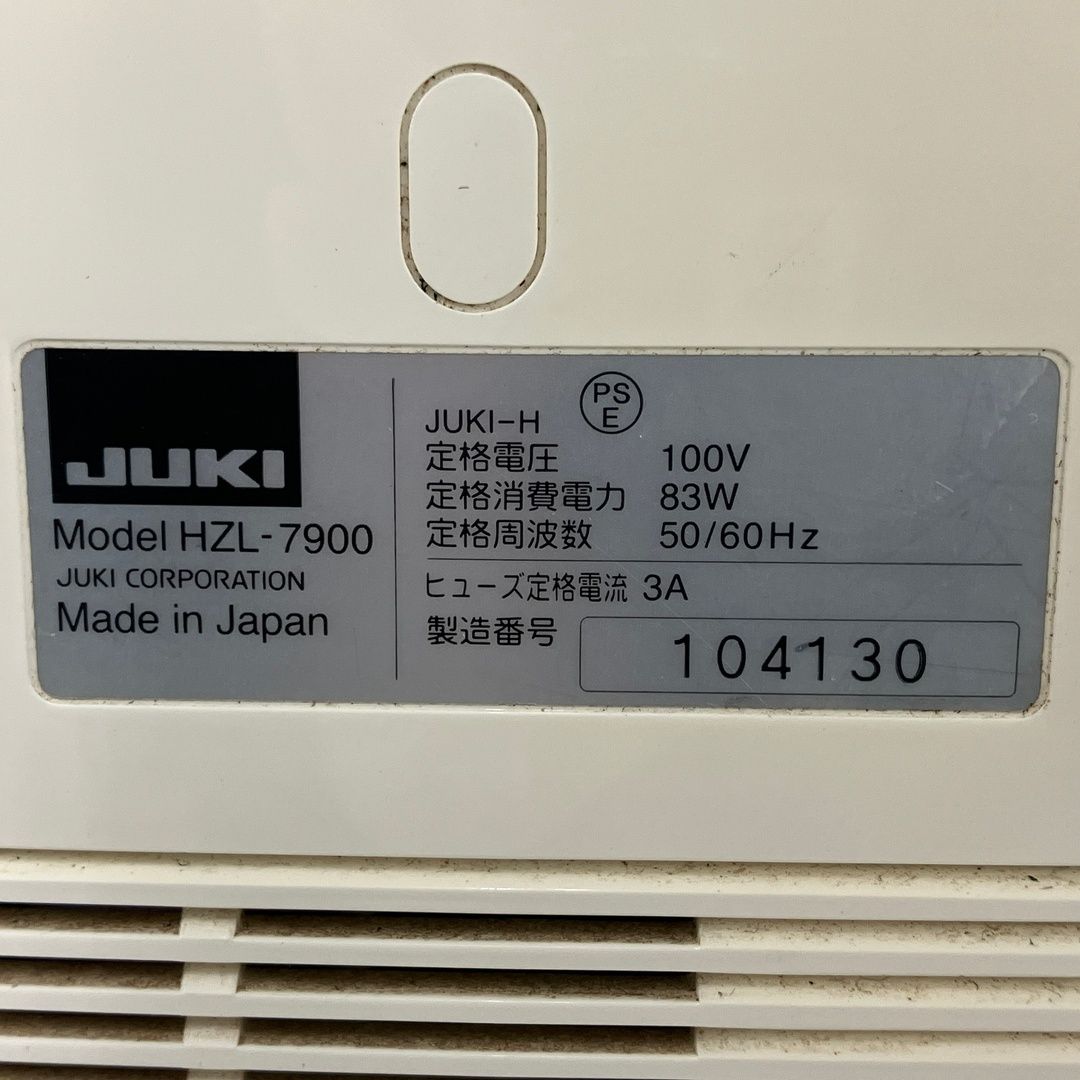 JUKI
Model HZL-7900
JUKI CORPORATION
Made in Japan
JUKI-H PS E
定格電圧 100V
定格消費電力 83W
定格周波数 50/60Hz
ヒューズ定格電流 3A
製造番号 104130